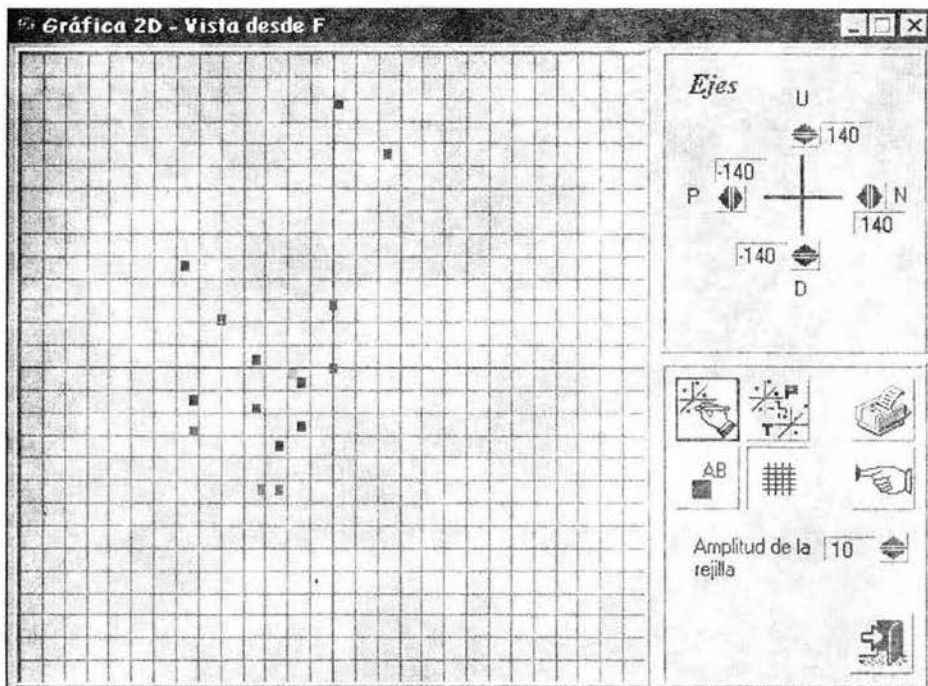 Gráfica 2D - Vista desde F
Ejes
U
140
-140
P
N
140
-140
D
P
T
AB
Amplitud de la
rejilla
10